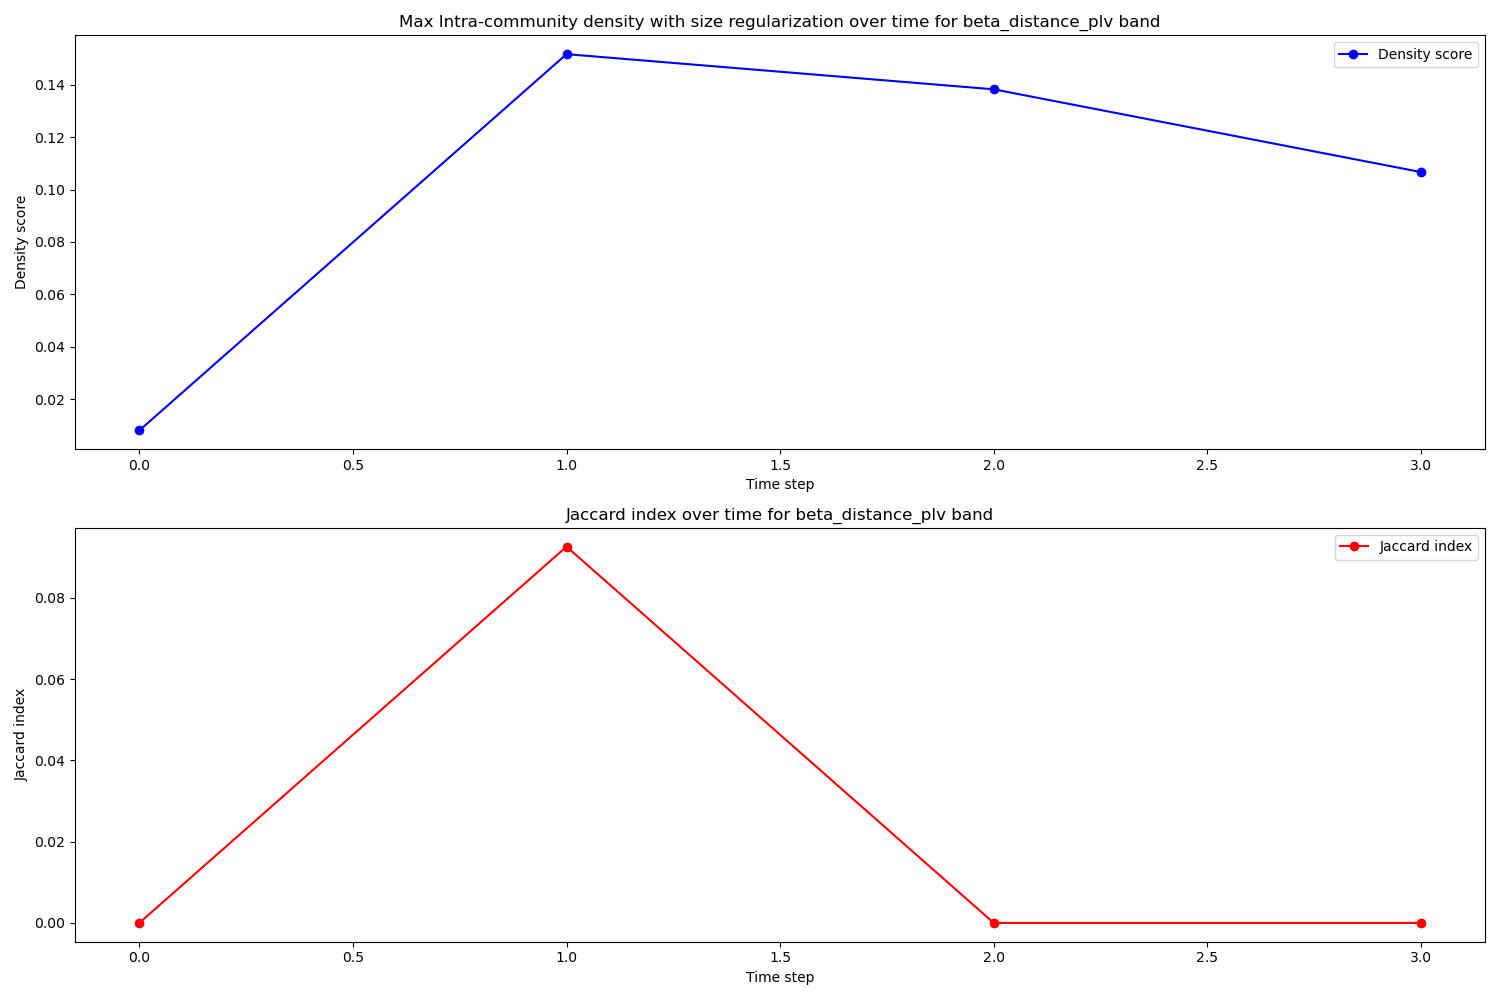 Max Intra-community density with size regularization over time for beta_distance_plv band
Density score
0.14
0.12
0.10
0.08
0.06
0.04
0.02
Density score
0.0 0.5 1.0 1.5 2.0 2.5 3.0
Time step
Jaccard index over time for beta_distance_plv band
Jaccard index
0.08
0.06
0.04
0.02
0.00
Jaccard index
0.0 0.5 1.0 1.5 2.0 2.5 3.0
Time step